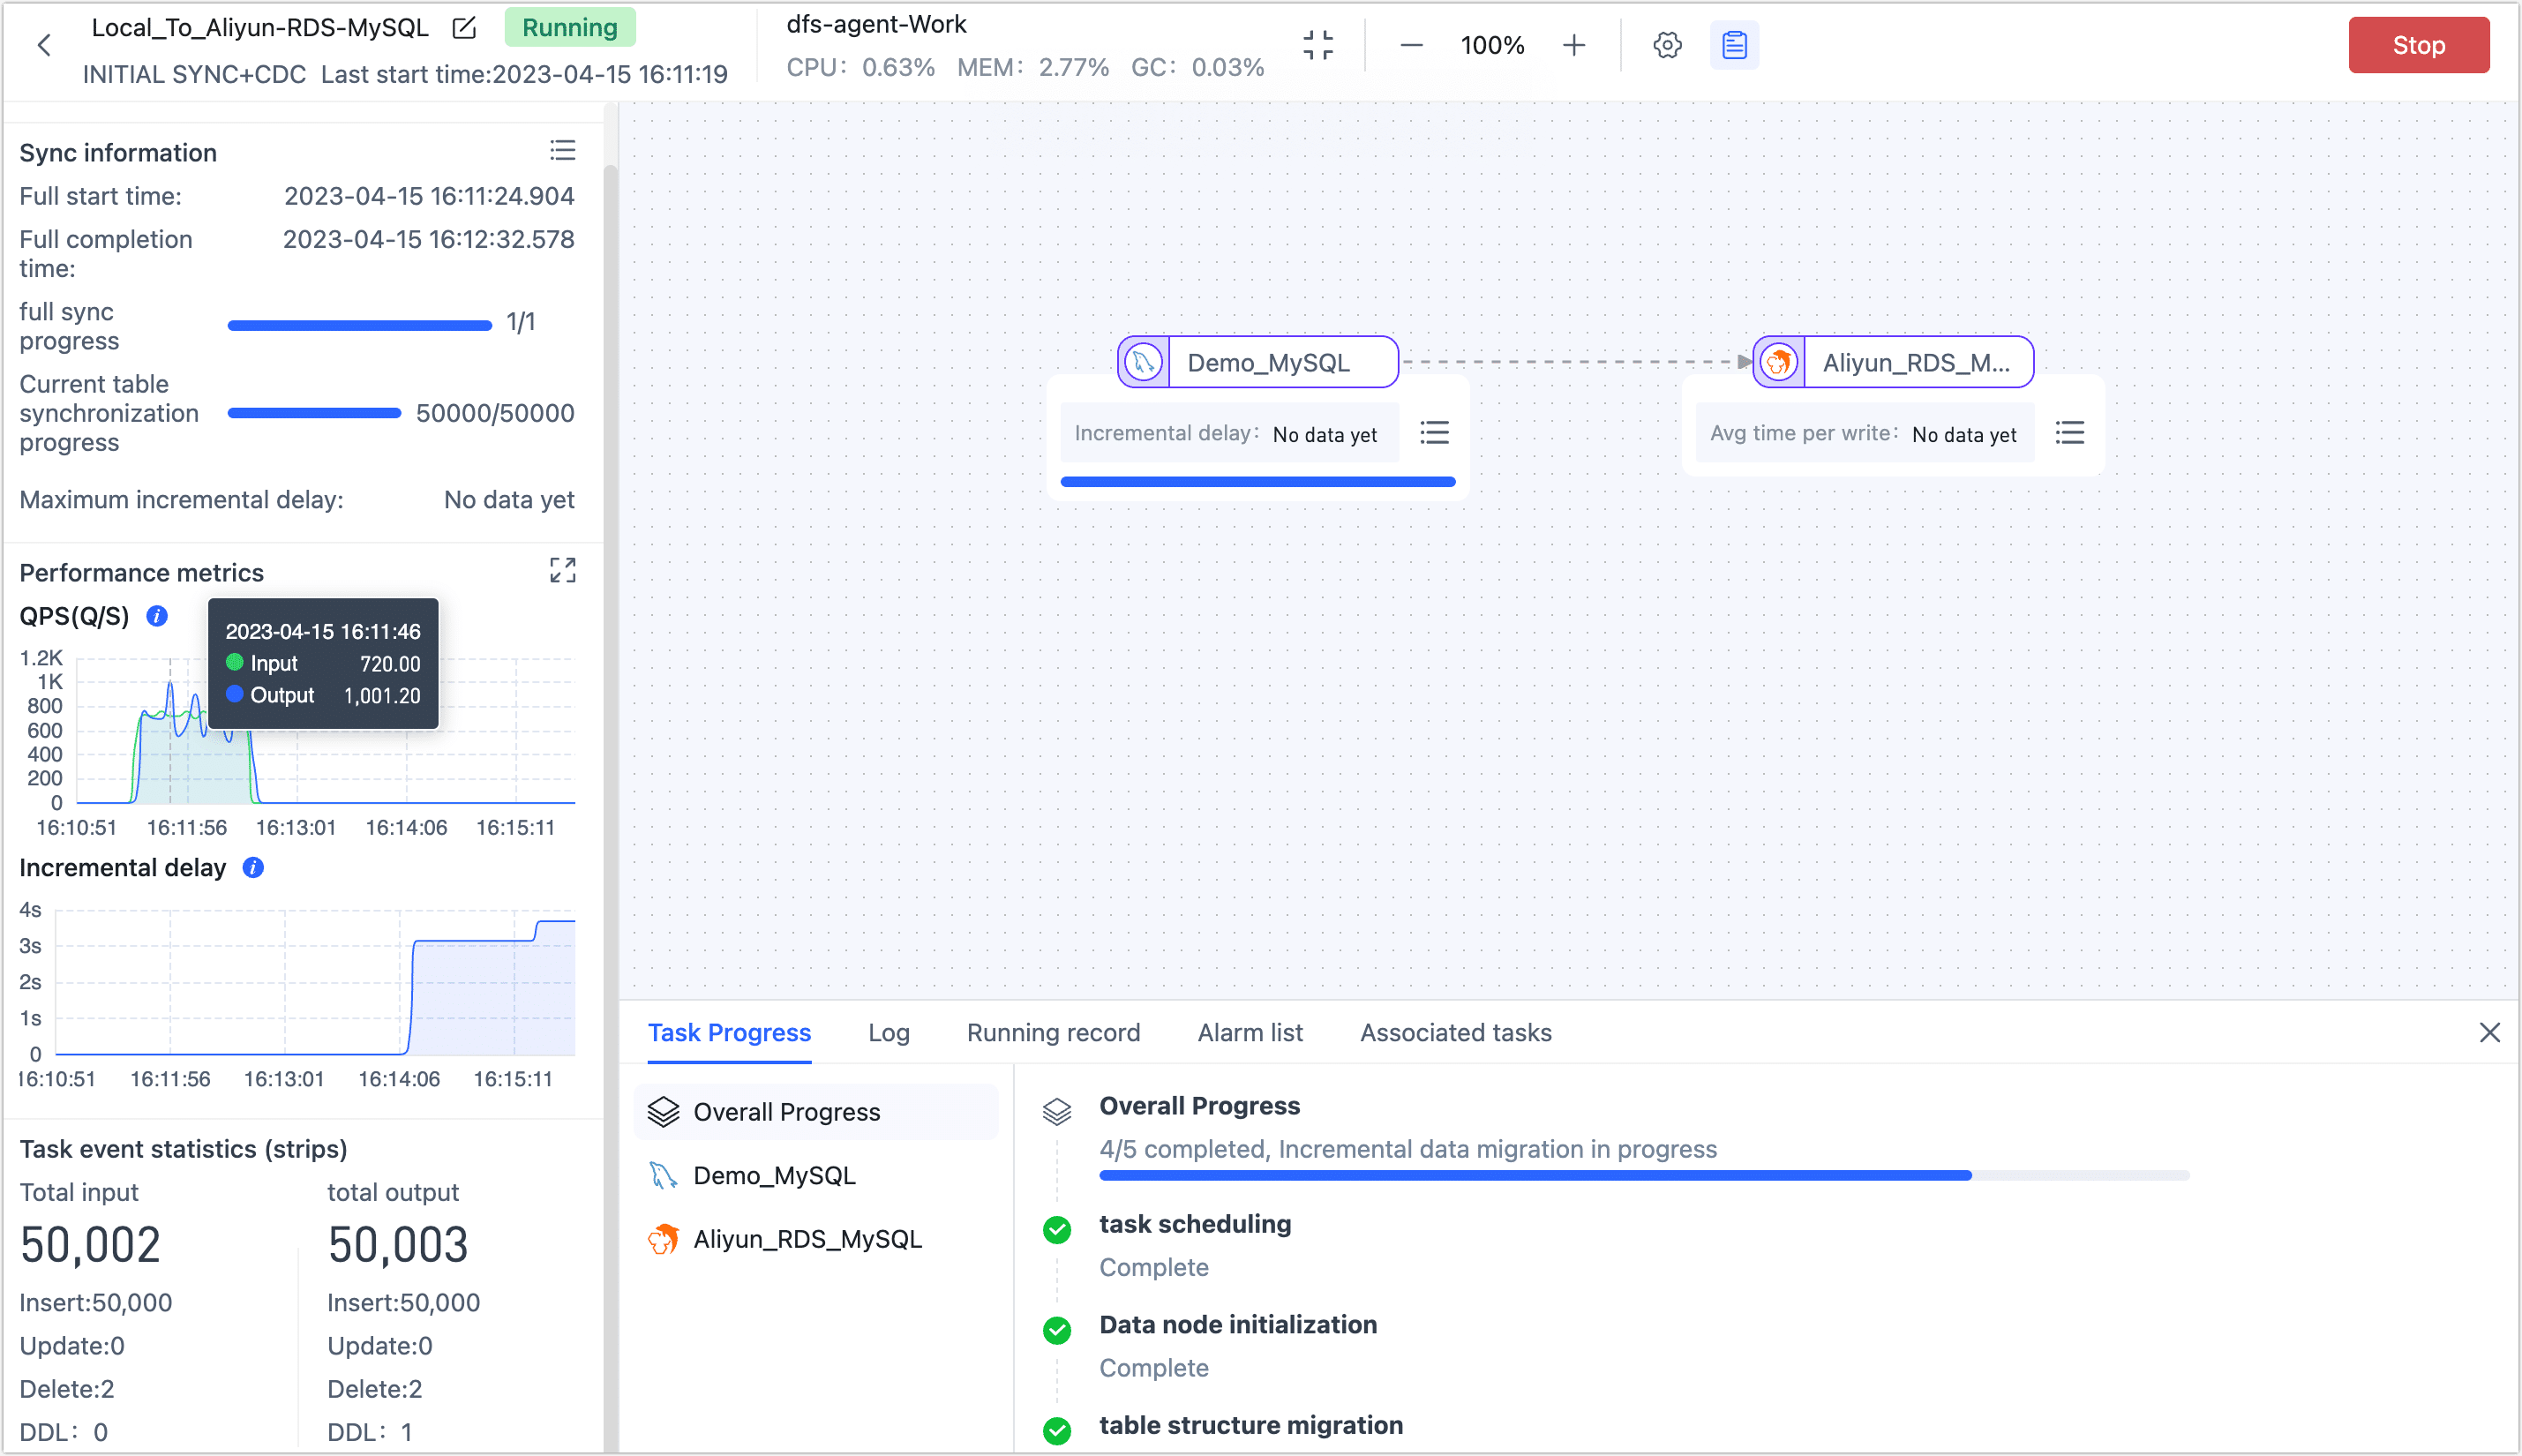 Local_To_Aliyun-RDS-MySQL
Running
INITIAL SYNC+CDC Last start time:2023-04-15 16:11:19
dfs-agent-Work
CPU: 0.63% MEM: 2.77% GC: 0.03%
100%
Stop
Sync information
Full start time: 2023-04-15 16:11:24.904
Full completion time: 2023-04-15 16:12:32.578
full sync progress 1/1
Current table synchronization progress 50000/50000
Maximum incremental delay: No data yet
Performance metrics
QPS(Q/S)
2023-04-15 16:11:46
Input 720.00
Output 1,001.20
1.2K
1K
800
600
400
200
0
16:10:51 16:11:56 16:13:01 16:14:06 16:15:11
Incremental delay
4s
3s
2s
1s
0
16:10:51 16:11:56 16:13:01 16:14:06 16:15:11
Task event statistics (strips)
Total input total output
50,002 50,003
Insert:50,000 Insert:50,000
Update:0 Update:0
Delete:2 Delete:2
DDL: 0 DDL: 1
Demo_MySQL
Incremental delay: No data yet
Aliyun_RDS_M...
Avg time per write: No data yet
Task Progress Log Running record Alarm list Associated tasks
Overall Progress
Demo_MySQL
Aliyun_RDS_MySQL
Overall Progress
4/5 completed, Incremental data migration in progress
task scheduling
Complete
Data node initialization
Complete
table structure migration